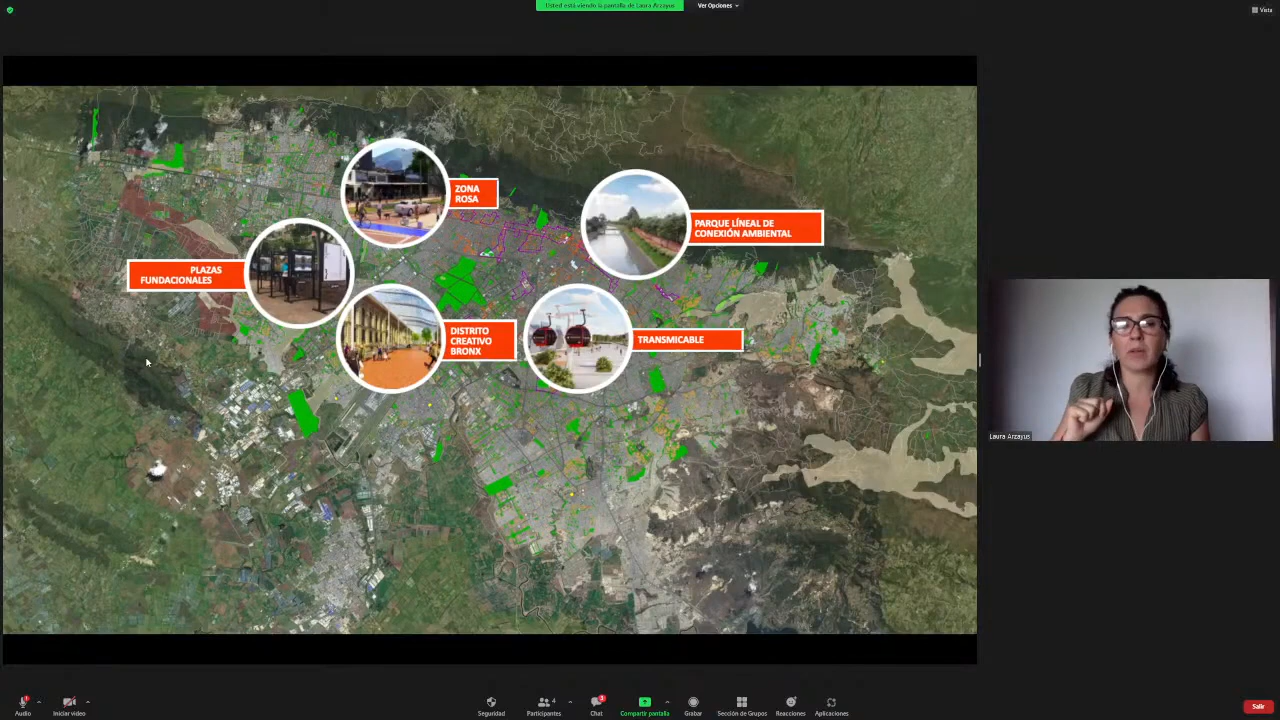 Usted está viendo la pantalla de Laura Arzayus
Ver Opciones
Vista
ZONA
ROSA
PARQUE LÍNEAL DE
CONEXIÓN AMBIENTAL
PLAZAS
FUNDACIONALES
DISTRITO
CREATIVO
BRONX
TRANSMICABLE
Laura Arzayus
Audio
Iniciar video
Seguridad
4
Participantes
3
Chat
Compartir pantalla
Grabar
Sección de Grupos
Reacciones
Aplicaciones
Salir